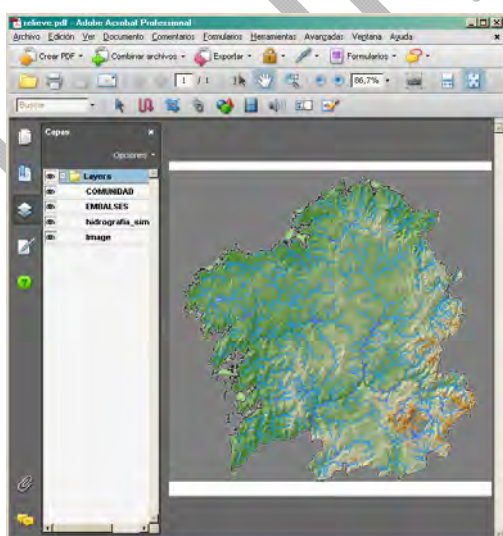 relieve.pdf - Adobe Acrobat Professional
Archivo Edición Ver Documento Comentarios Formularios Herramientas Avanzadas Ventana Ayuda
Crear PDF Combinar archivos Exportar Formularios
1 / 1 86,7%
Buscar
Capas
Opciones
Layers
COMUNIDAD
EMBALSES
hidrografia_sim
Image